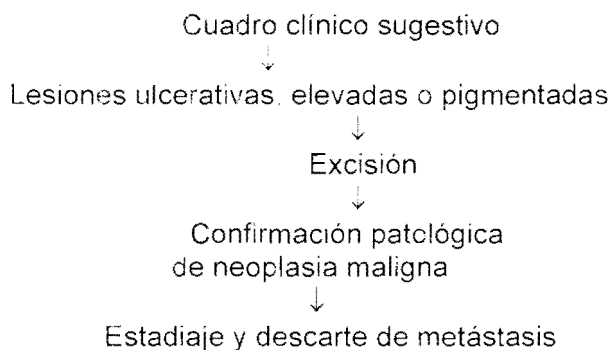 Cuadro clínico sugestivo
Lesiones ulcerativas, elevadas o pigmentadas
Excisión
Confirmación patológica
de neoplasia maligna
Estadiaje y descarte de metástasis